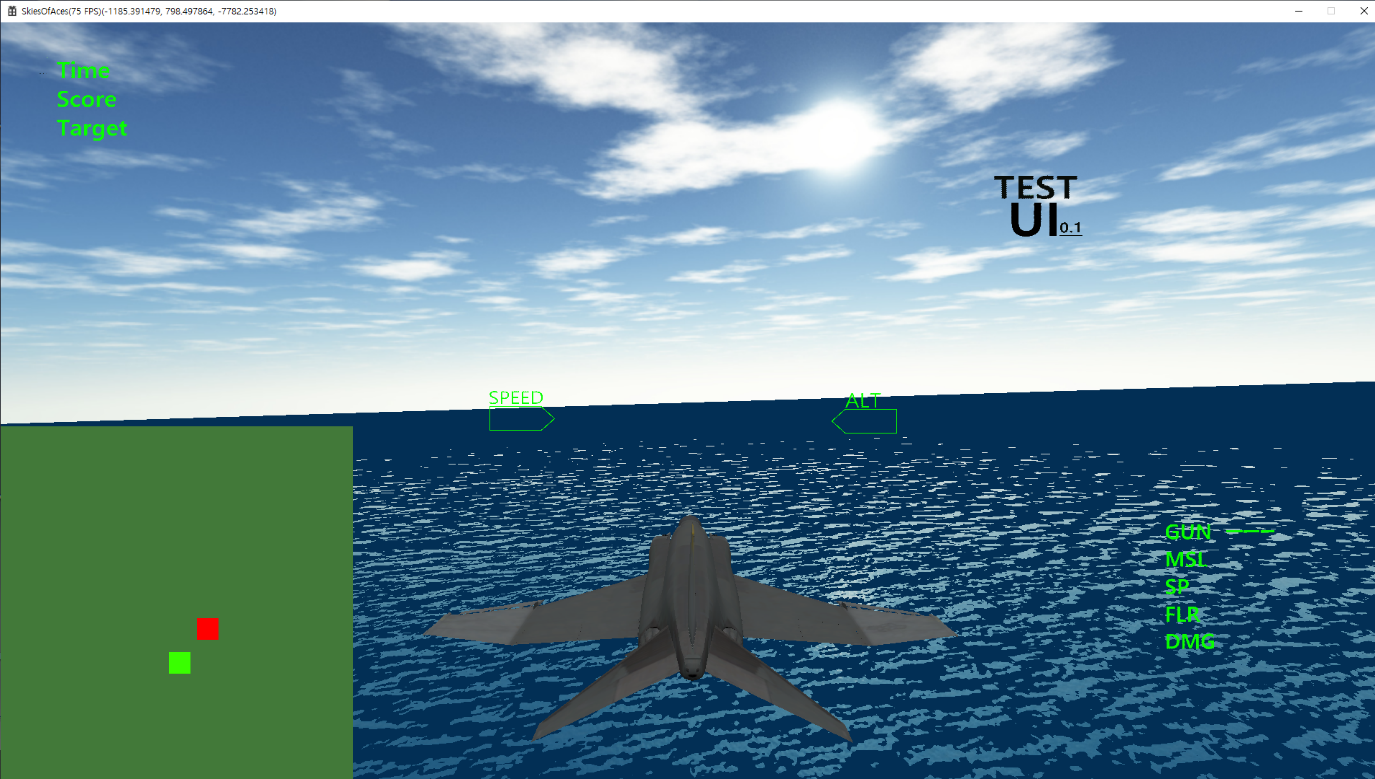 SkiesOfAces(75 FPS)(-1185.391479, 798.497864, -7782.253418)
Time
Score
Target
TEST
UI0.1
SPEED
ALT
GUN
MSL
SP
FLR
DMG